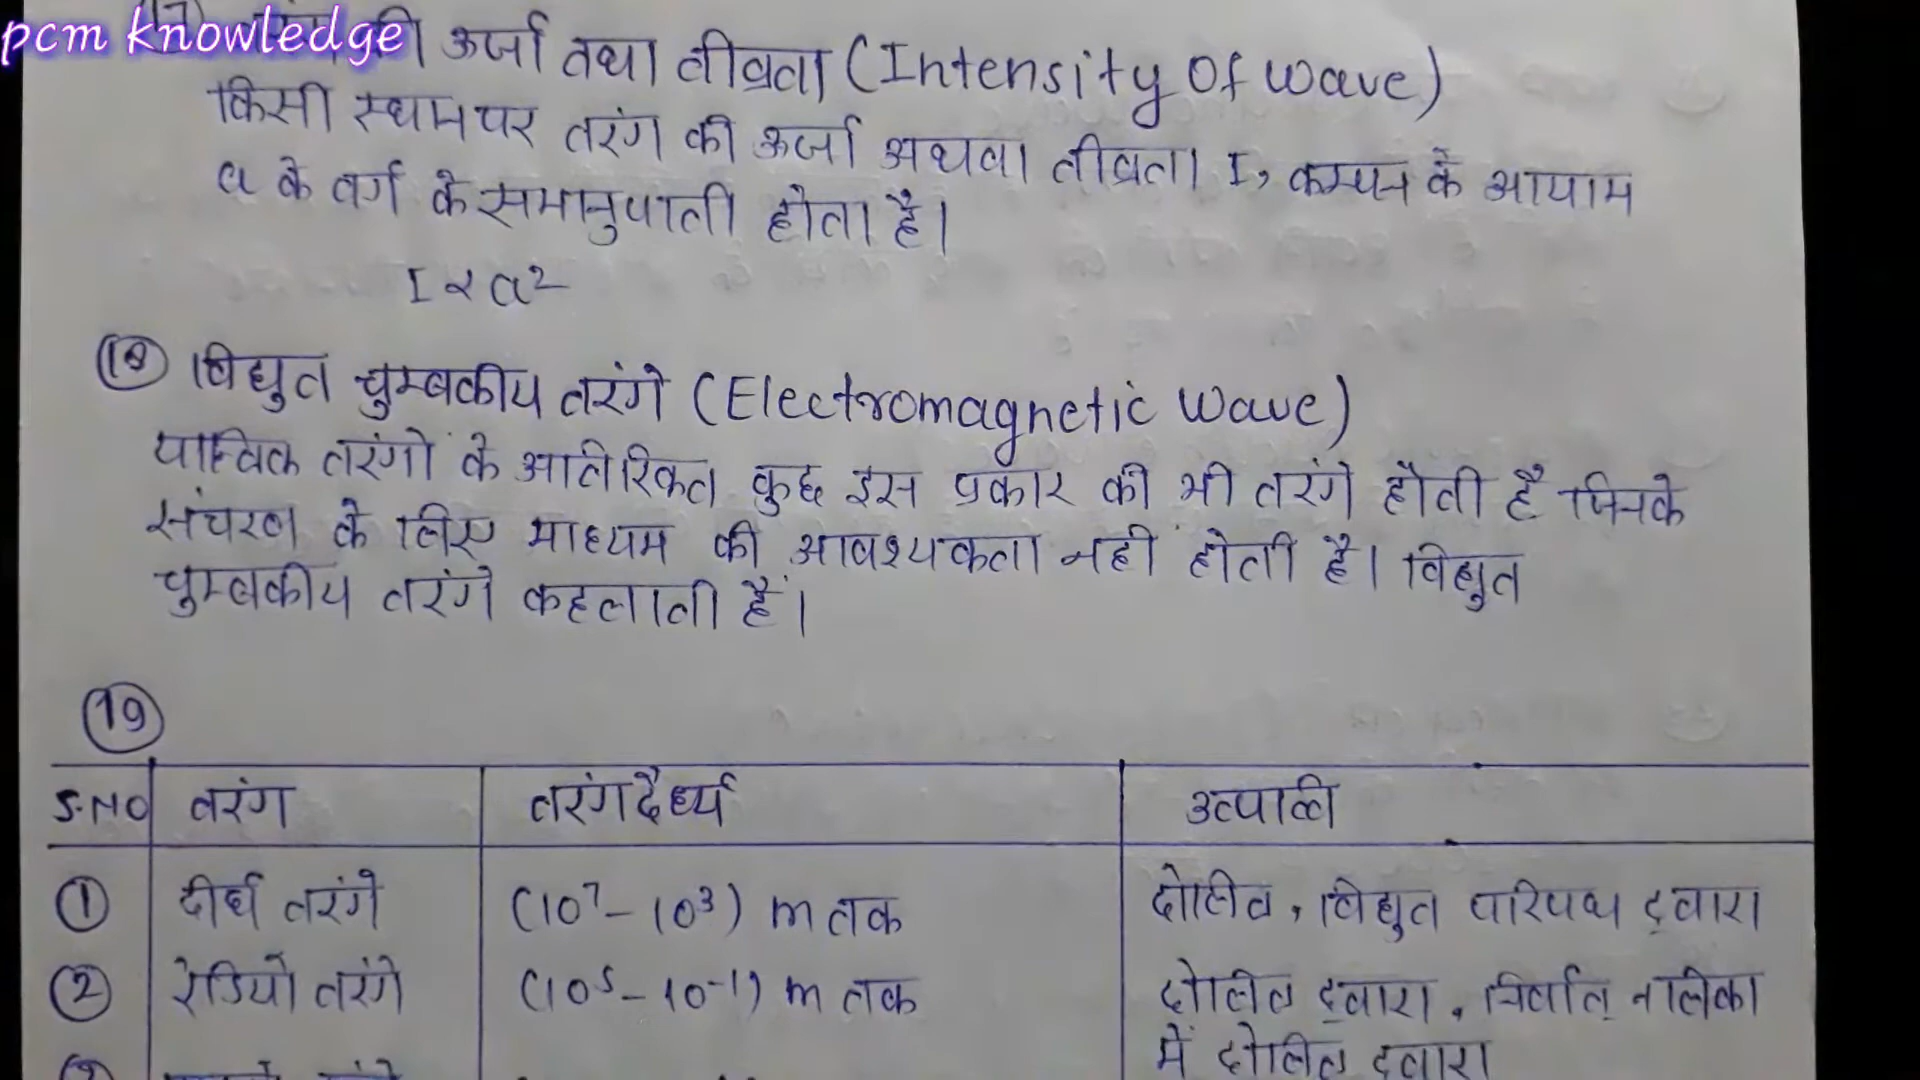 pcm knowledge
की ऊर्जा तथा तीव्रता (Intensity Of wave)
किसी स्थाम पर तरंग की ऊर्जा अथवा तीव्रता I, कम्पन के आयाम
a के वर्ग के समानुपाती होता है।
I ∝ a²
(18) विद्युत चुम्बकीय तरंगे (Electromagnetic wave)
यान्त्रिक तरंगों के अतिरिक्त कुछ इस प्रकार की भी तरंगे होती है जिनके
संचरण के लिए माध्यम की आवश्यकता नही होती है। विद्युत
चुम्बकीय तरंगे कहलाती हैं।
(19)
S.NO तरंग तरंगदैर्ध्य उत्पत्ति
(1) दीर्घ तरंगे (10⁷-10³) m तक दोलित, विद्युत परिपथ द्वारा
(2) रेडियो तरंगे (10⁵-10⁻¹) m तक दोलित द्वारा, निर्वात् नलिका
में दोलित द्वारा